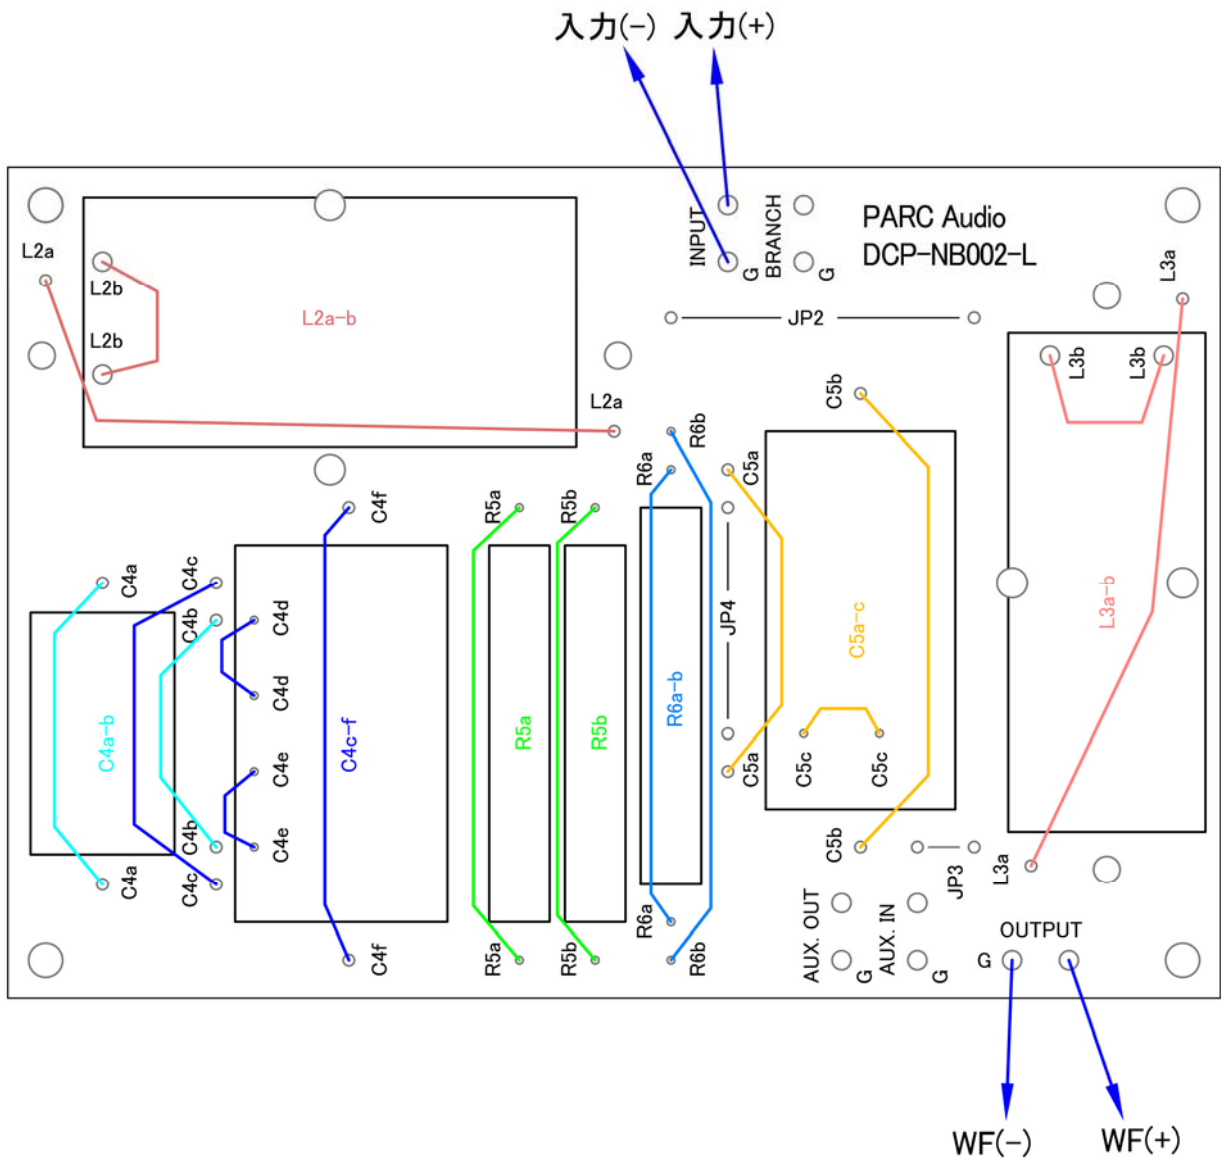 入力(-) 入力(+)
INPUT
G
BRANCH
G
PARC Audio
DCP-NB002-L
L2a
L2b
L2b
L2a-b
L2a
JP2
L3a
L3b
L3b
L3a-b
L3a
C4f
C4a
C4c
C4b
C4d
C4d
C4a-b
C4c-f
C4e
C4e
C4b
C4a
C4c
C4f
R5a
R5b
R5a
R5b
R5a
R5b
R6a
R6b
R6a-b
R6a
R6b
C5a
JP4
C5a
C5b
C5a-c
C5c
C5c
C5b
JP3
AUX. OUT
G
AUX. IN
G
OUTPUT
G
WF(-) WF(+)